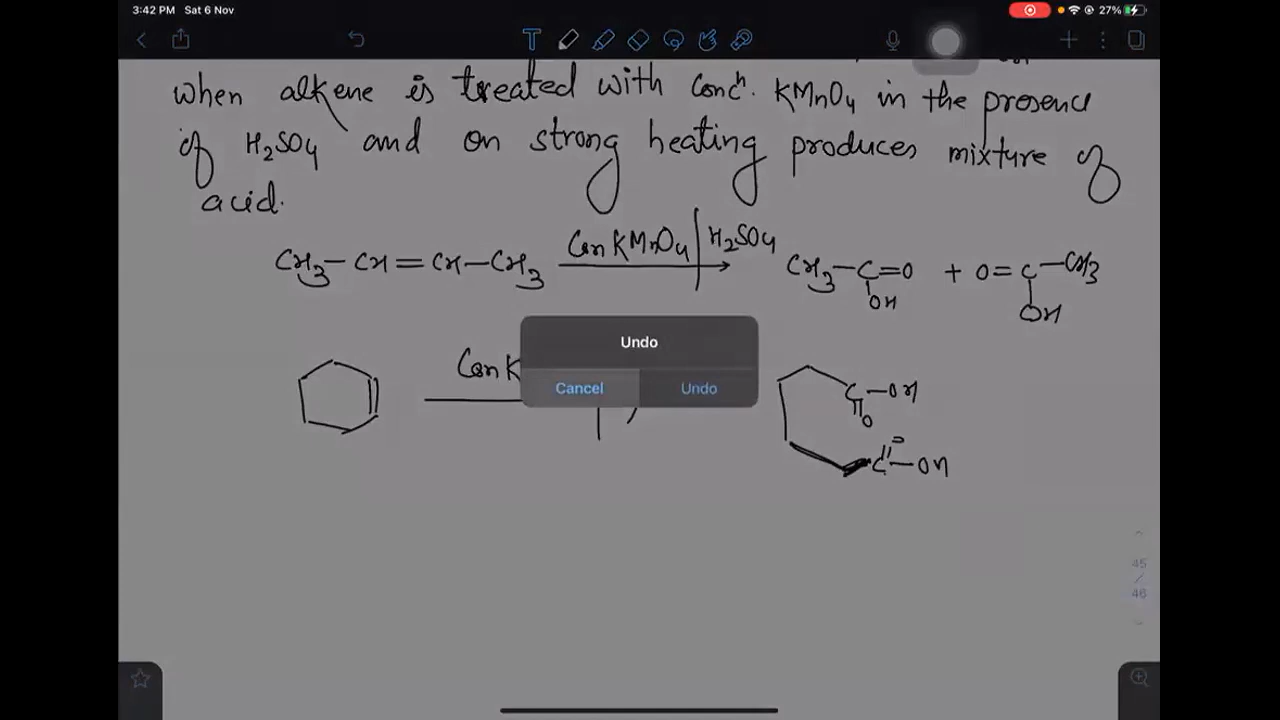 3:42 PM Sat 6 Nov
27%
when alkene is treated with Concn. KMnO4 in the presence
of H2SO4 and on strong heating produces mixture of
acid.
CH3-CH=CH-CH3 Con KMnO4 | H2SO4 CH3-C=O + O=C-CH3
OH OH
Undo
Con K
Cancel Undo
C-OH
O
O
C-OH
45
/
46